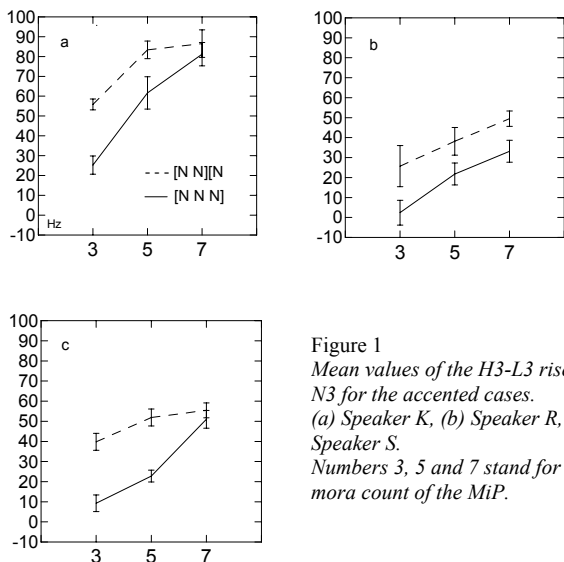 a
100
90
80
70
60
50
40
30
20
10
0
-10
Hz
[N N][N
[N N N]
3 5 7
b
100
90
80
70
60
50
40
30
20
10
0
-10
3 5 7
c
100
90
80
70
60
50
40
30
20
10
0
-10
3 5 7
Figure 1
Mean values of the H3-L3 rise
N3 for the accented cases.
(a) Speaker K, (b) Speaker R,
Speaker S.
Numbers 3, 5 and 7 stand for
mora count of the MiP.